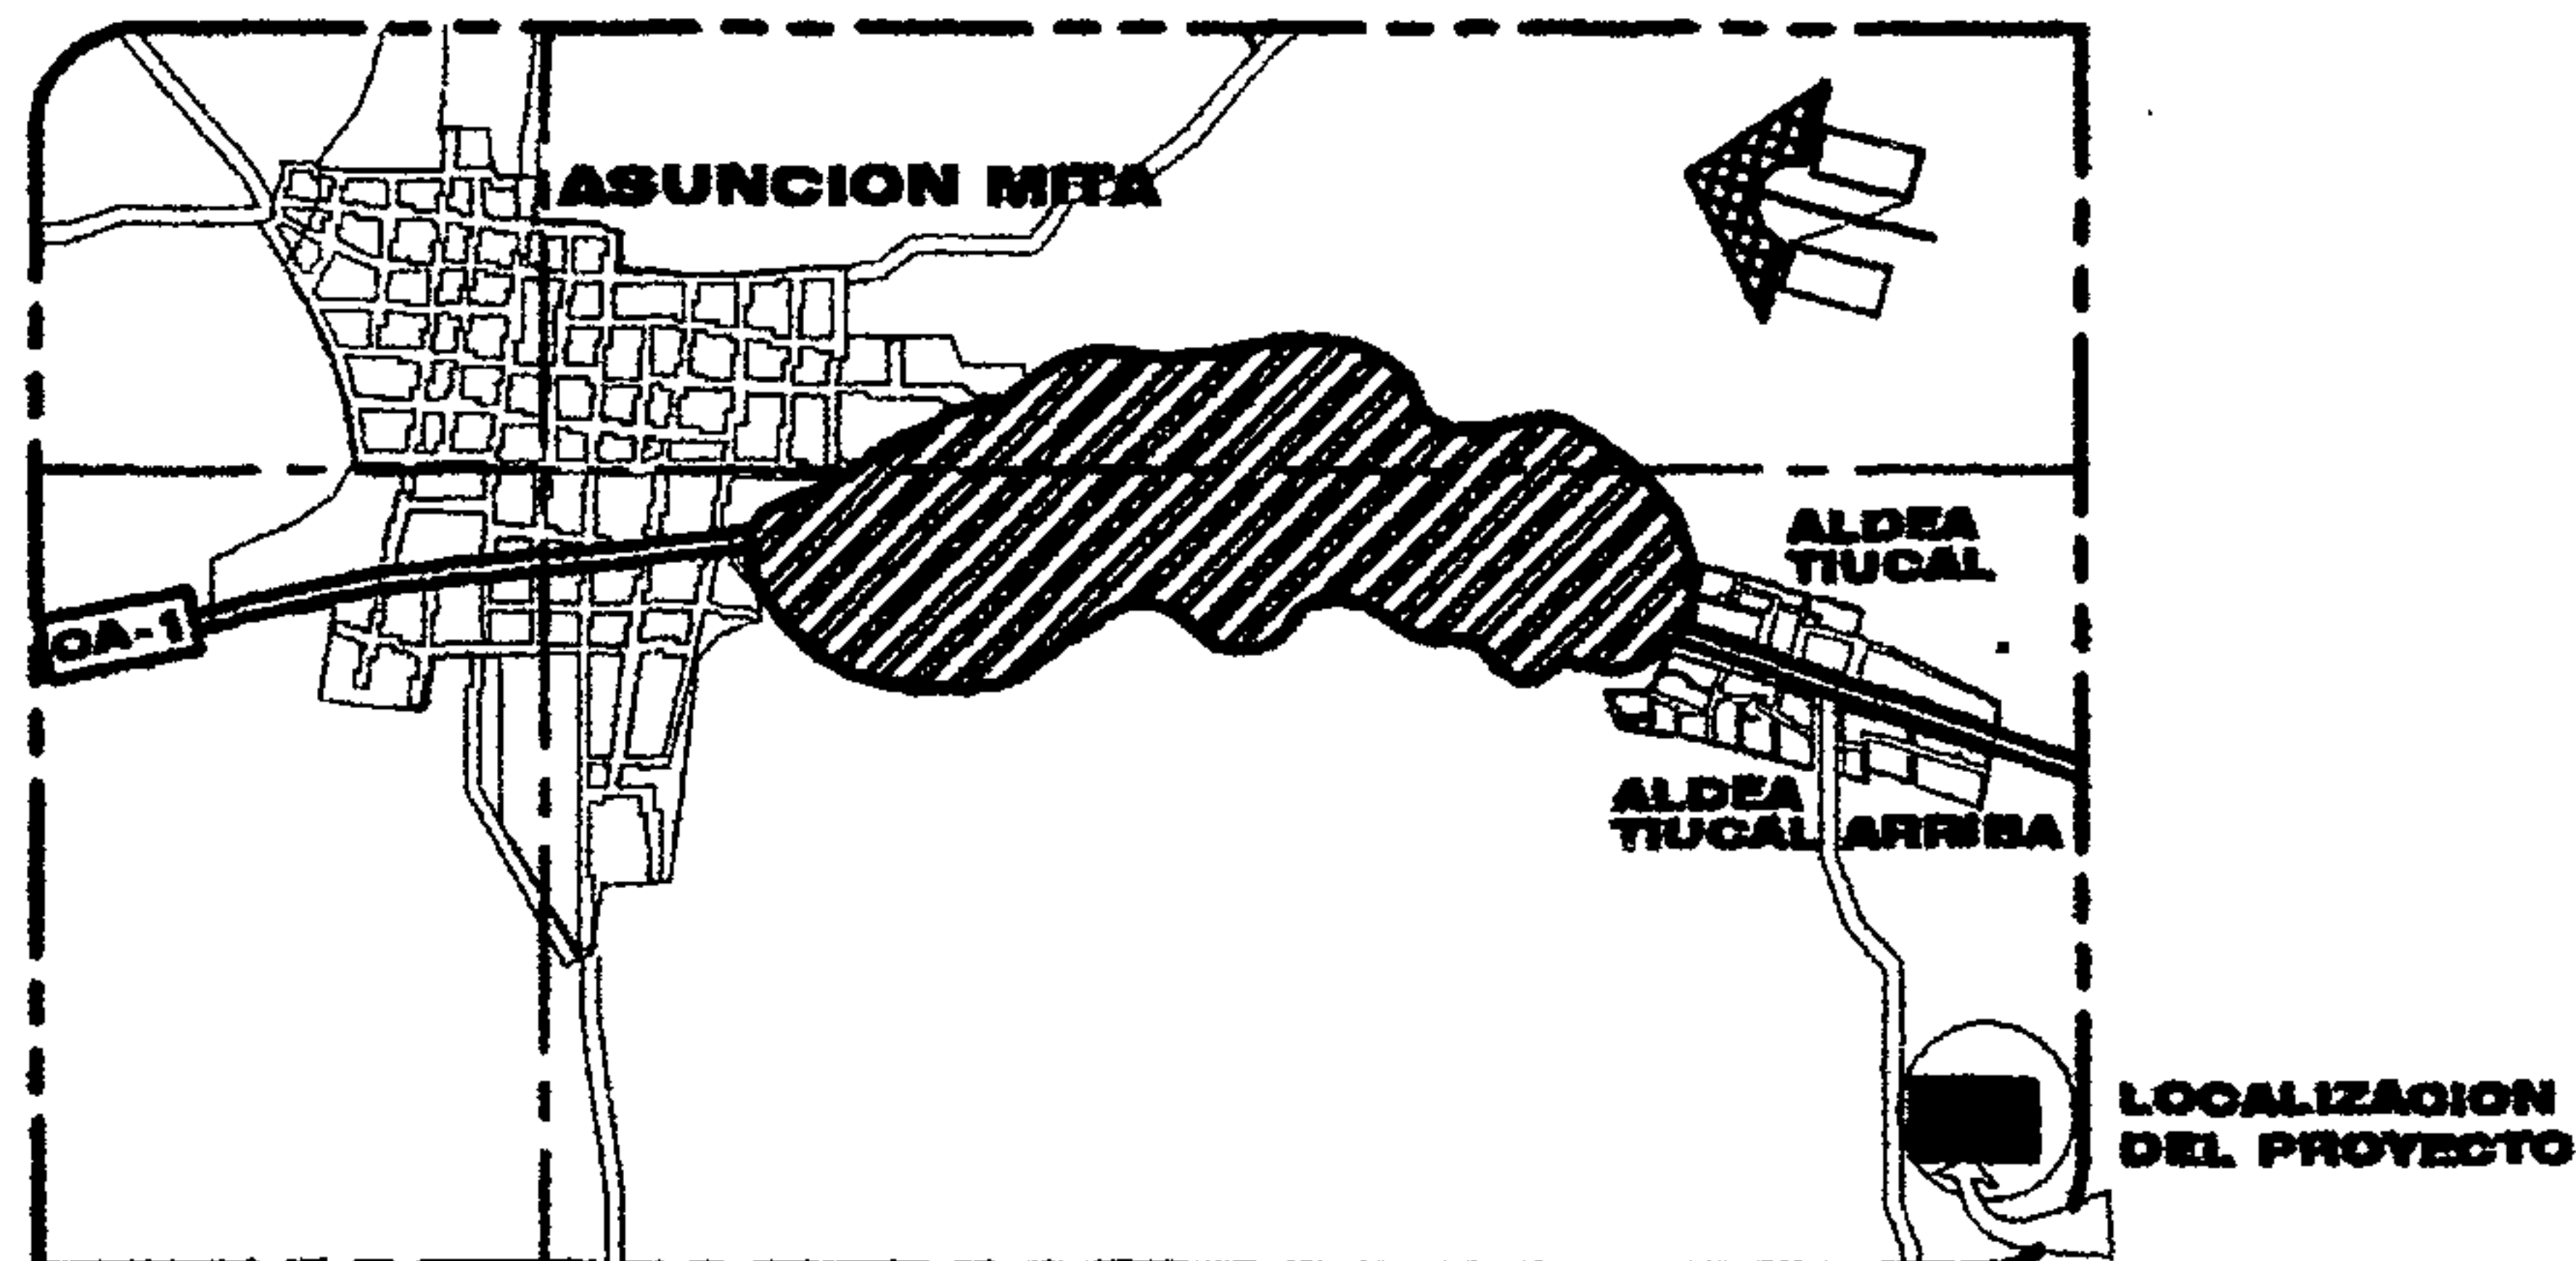 ASUNCION MITA
ALDEA
TIUCAL
CA-1
ALDEA
TIUCAL ARRIBA
LOCALIZACION
DEL PROYECTO